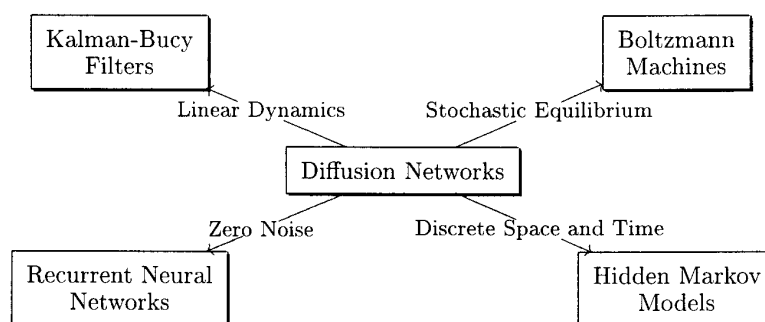 Kalman-Bucy
Filters
Boltzmann
Machines
Linear Dynamics
Stochastic Equilibrium
Diffusion Networks
Zero Noise
Discrete Space and Time
Recurrent Neural
Networks
Hidden Markov
Models